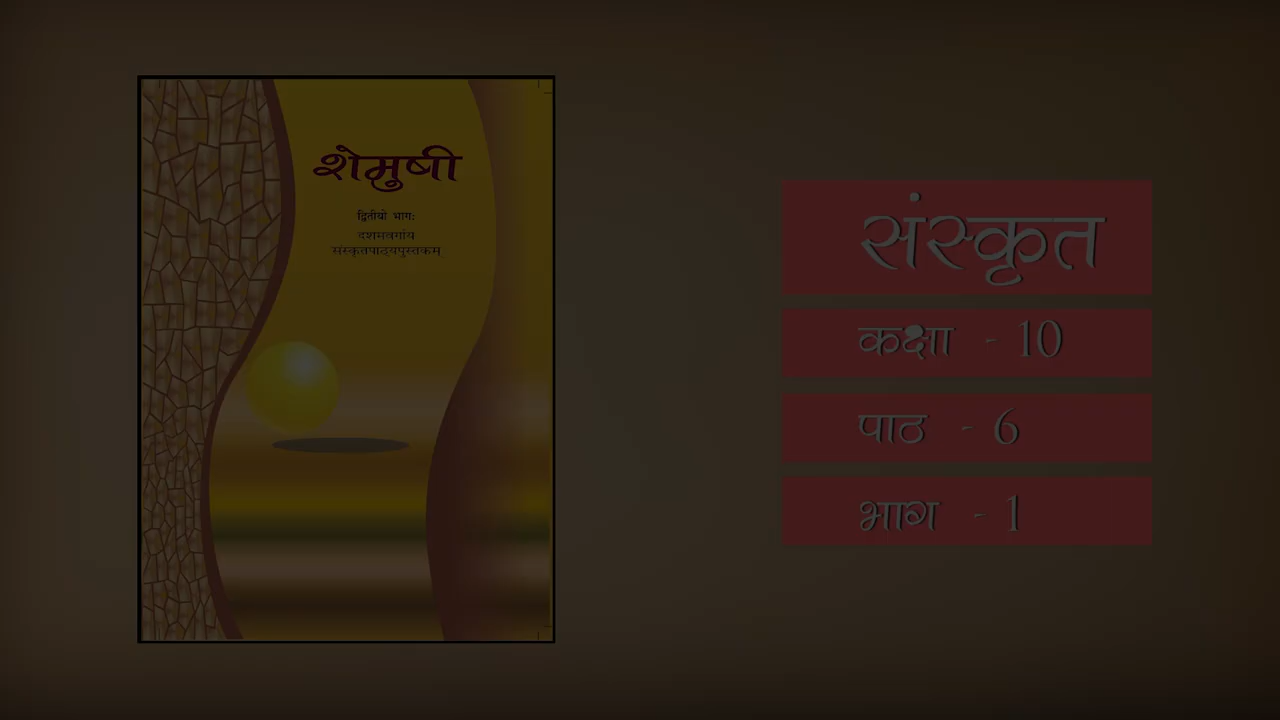 शेमुषी
द्वितीयो भागः
दशमवर्गाय
संस्कृतपाठ्यपुस्तकम्
संस्कृत
कक्षा - 10
पाठ - 6
भाग - 1